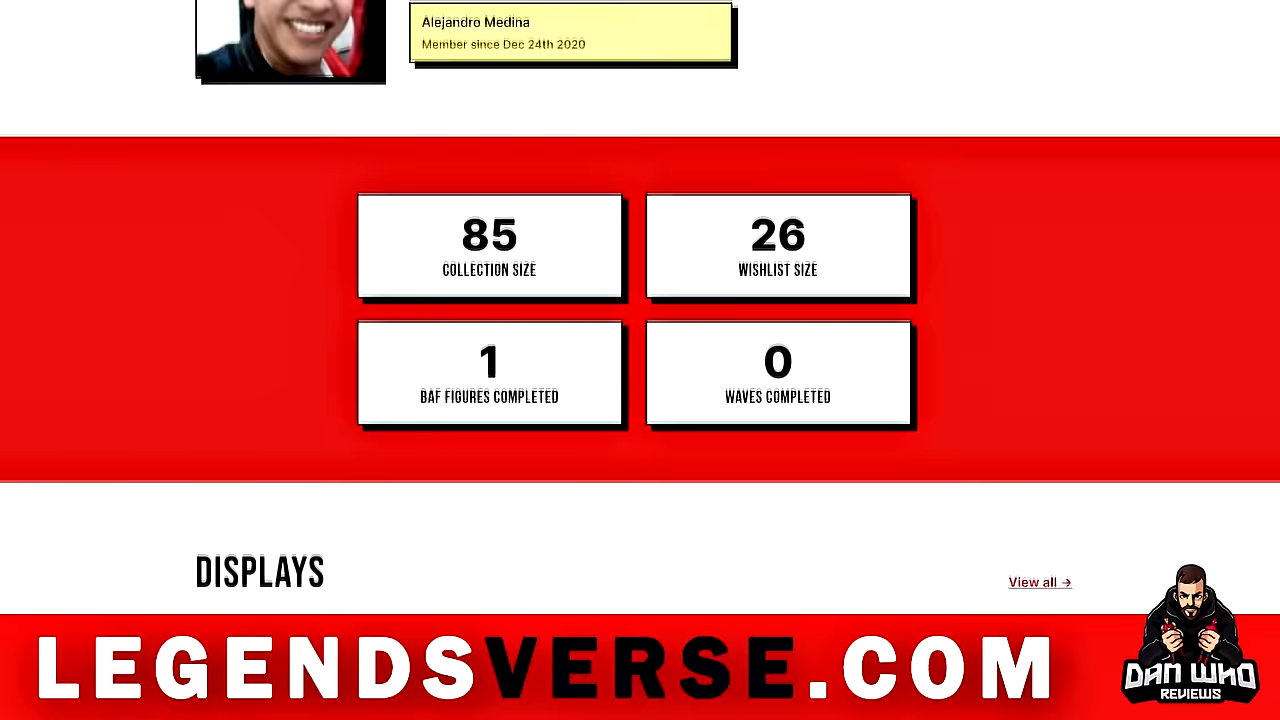 Alejandro Medina
Member since Dec 24th 2020
85
COLLECTION SIZE
26
WISHLIST SIZE
1
BAF FIGURES COMPLETED
0
WAVES COMPLETED
DISPLAYS
View all →
LEGENDSVERSE.COM
DAN WHO
REVIEWS